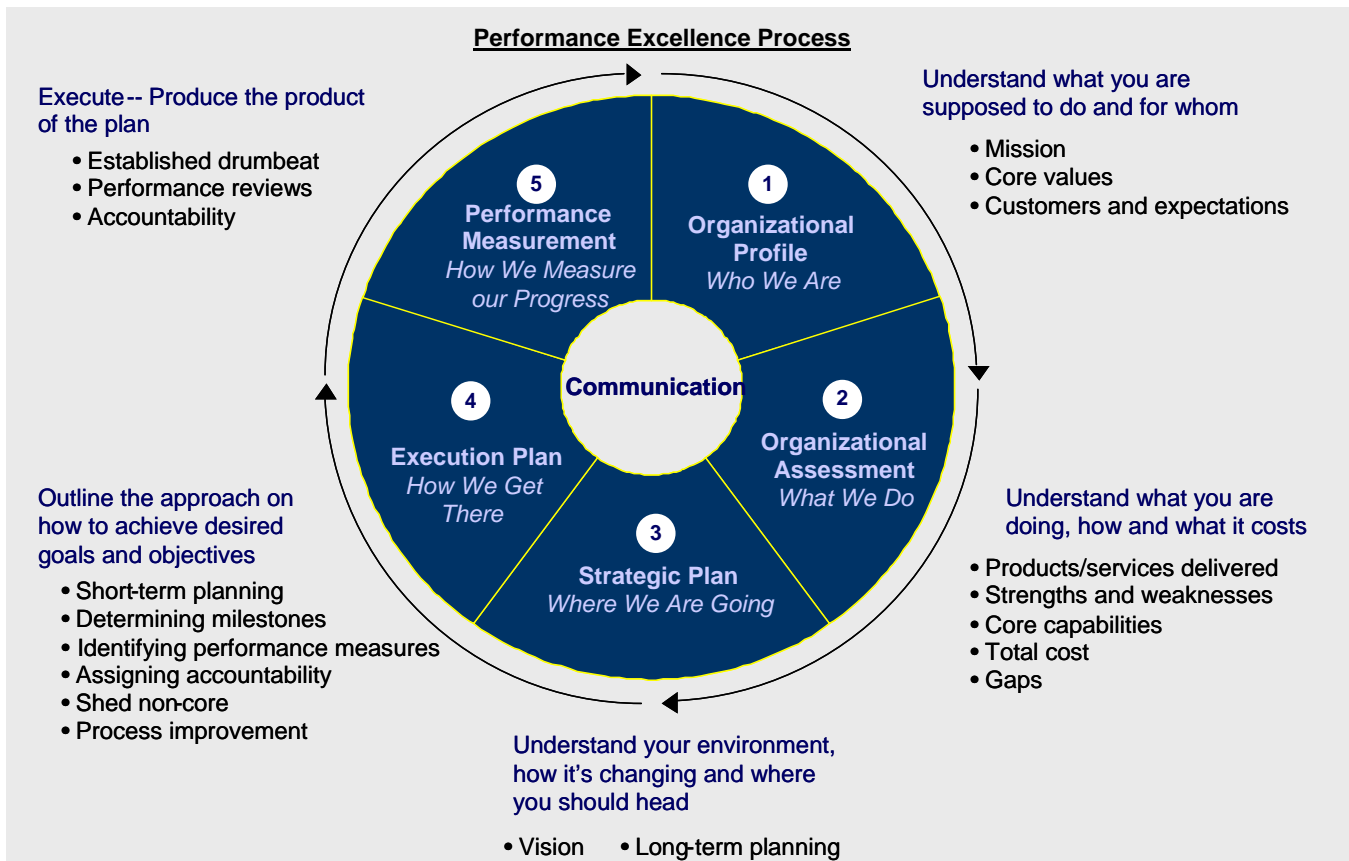 Performance Excellence Process
Understand what you are
supposed to do and for whom
• Mission
• Core values
• Customers and expectations
1
Organizational
Profile
Who We Are
2
Organizational
Assessment
What We Do
Understand what you are
doing, how and what it costs
• Products/services delivered
• Strengths and weaknesses
• Core capabilities
• Total cost
• Gaps
3
Strategic Plan
Where We Are Going
Understand your environment,
how it's changing and where
you should head
• Vision • Long-term planning
4
Execution Plan
How We Get
There
Outline the approach on
how to achieve desired
goals and objectives
• Short-term planning
• Determining milestones
• Identifying performance measures
• Assigning accountability
• Shed non-core
• Process improvement
5
Performance
Measurement
How We Measure
our Progress
Execute-- Produce the product
of the plan
• Established drumbeat
• Performance reviews
• Accountability
Communication